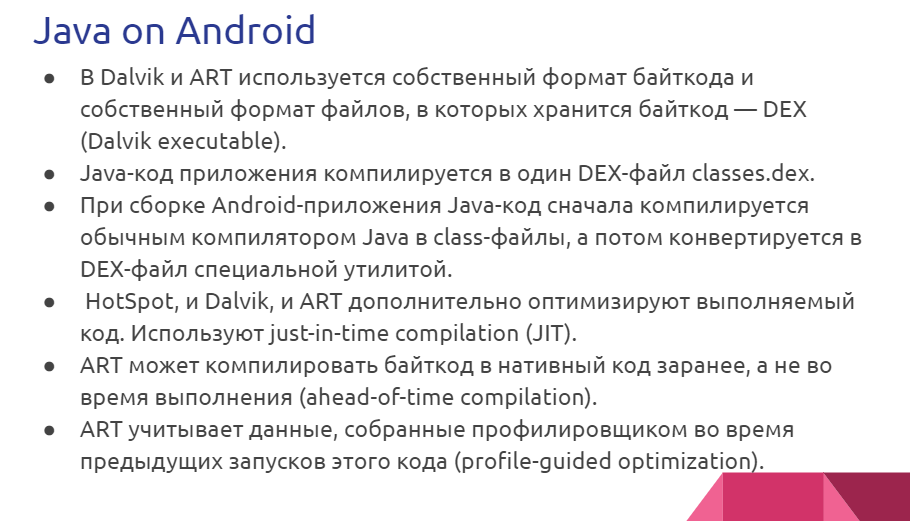 Java on Android
● В Dalvik и ART используется собственный формат байткода и
собственный формат файлов, в которых хранится байткод — DEX
(Dalvik executable).
● Java-код приложения компилируется в один DEX-файл classes.dex.
● При сборке Android-приложения Java-код сначала компилируется
обычным компилятором Java в class-файлы, а потом конвертируется в
DEX-файл специальной утилитой.
● HotSpot, и Dalvik, и ART дополнительно оптимизируют выполняемый
код. Используют just-in-time compilation (JIT).
● ART может компилировать байткод в нативный код заранее, а не во
время выполнения (ahead-of-time compilation).
● ART учитывает данные, собранные профилировщиком во время
предыдущих запусков этого кода (profile-guided optimization).